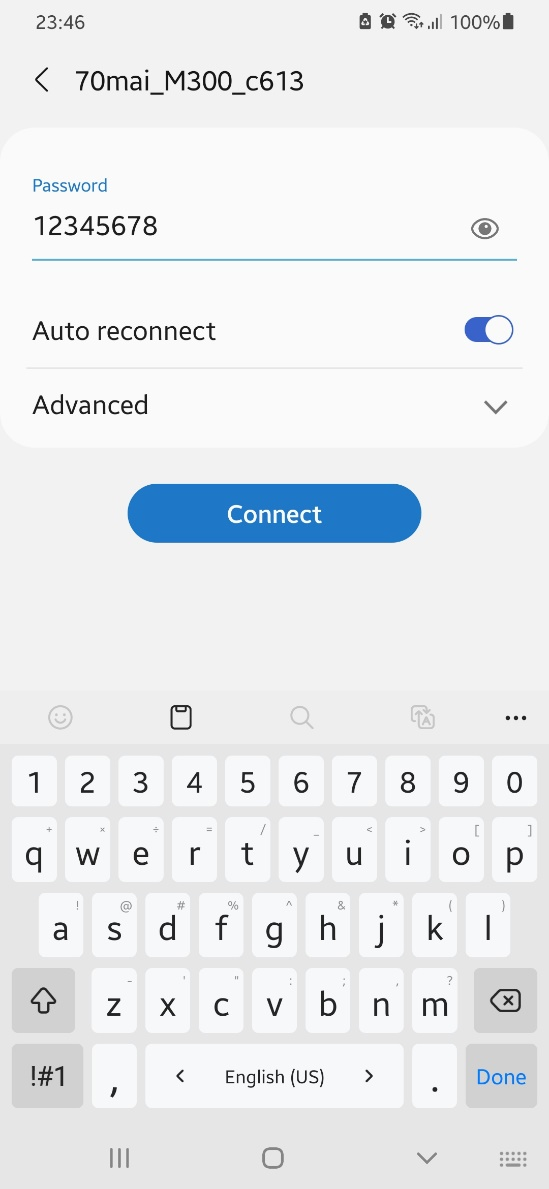 23:46 100%
70mai_M300_c613
Password
12345678
Auto reconnect
Advanced
Connect
1 2 3 4 5 6 7 8 9 0
+ × ÷ = / _ < > [ ]
q w e r t y u i o p
! @ # % ^ & * ( )
a s d f g h j k l
- ' " : ; , ?
z x c v b n m
!#1 , < English (US) > . Done